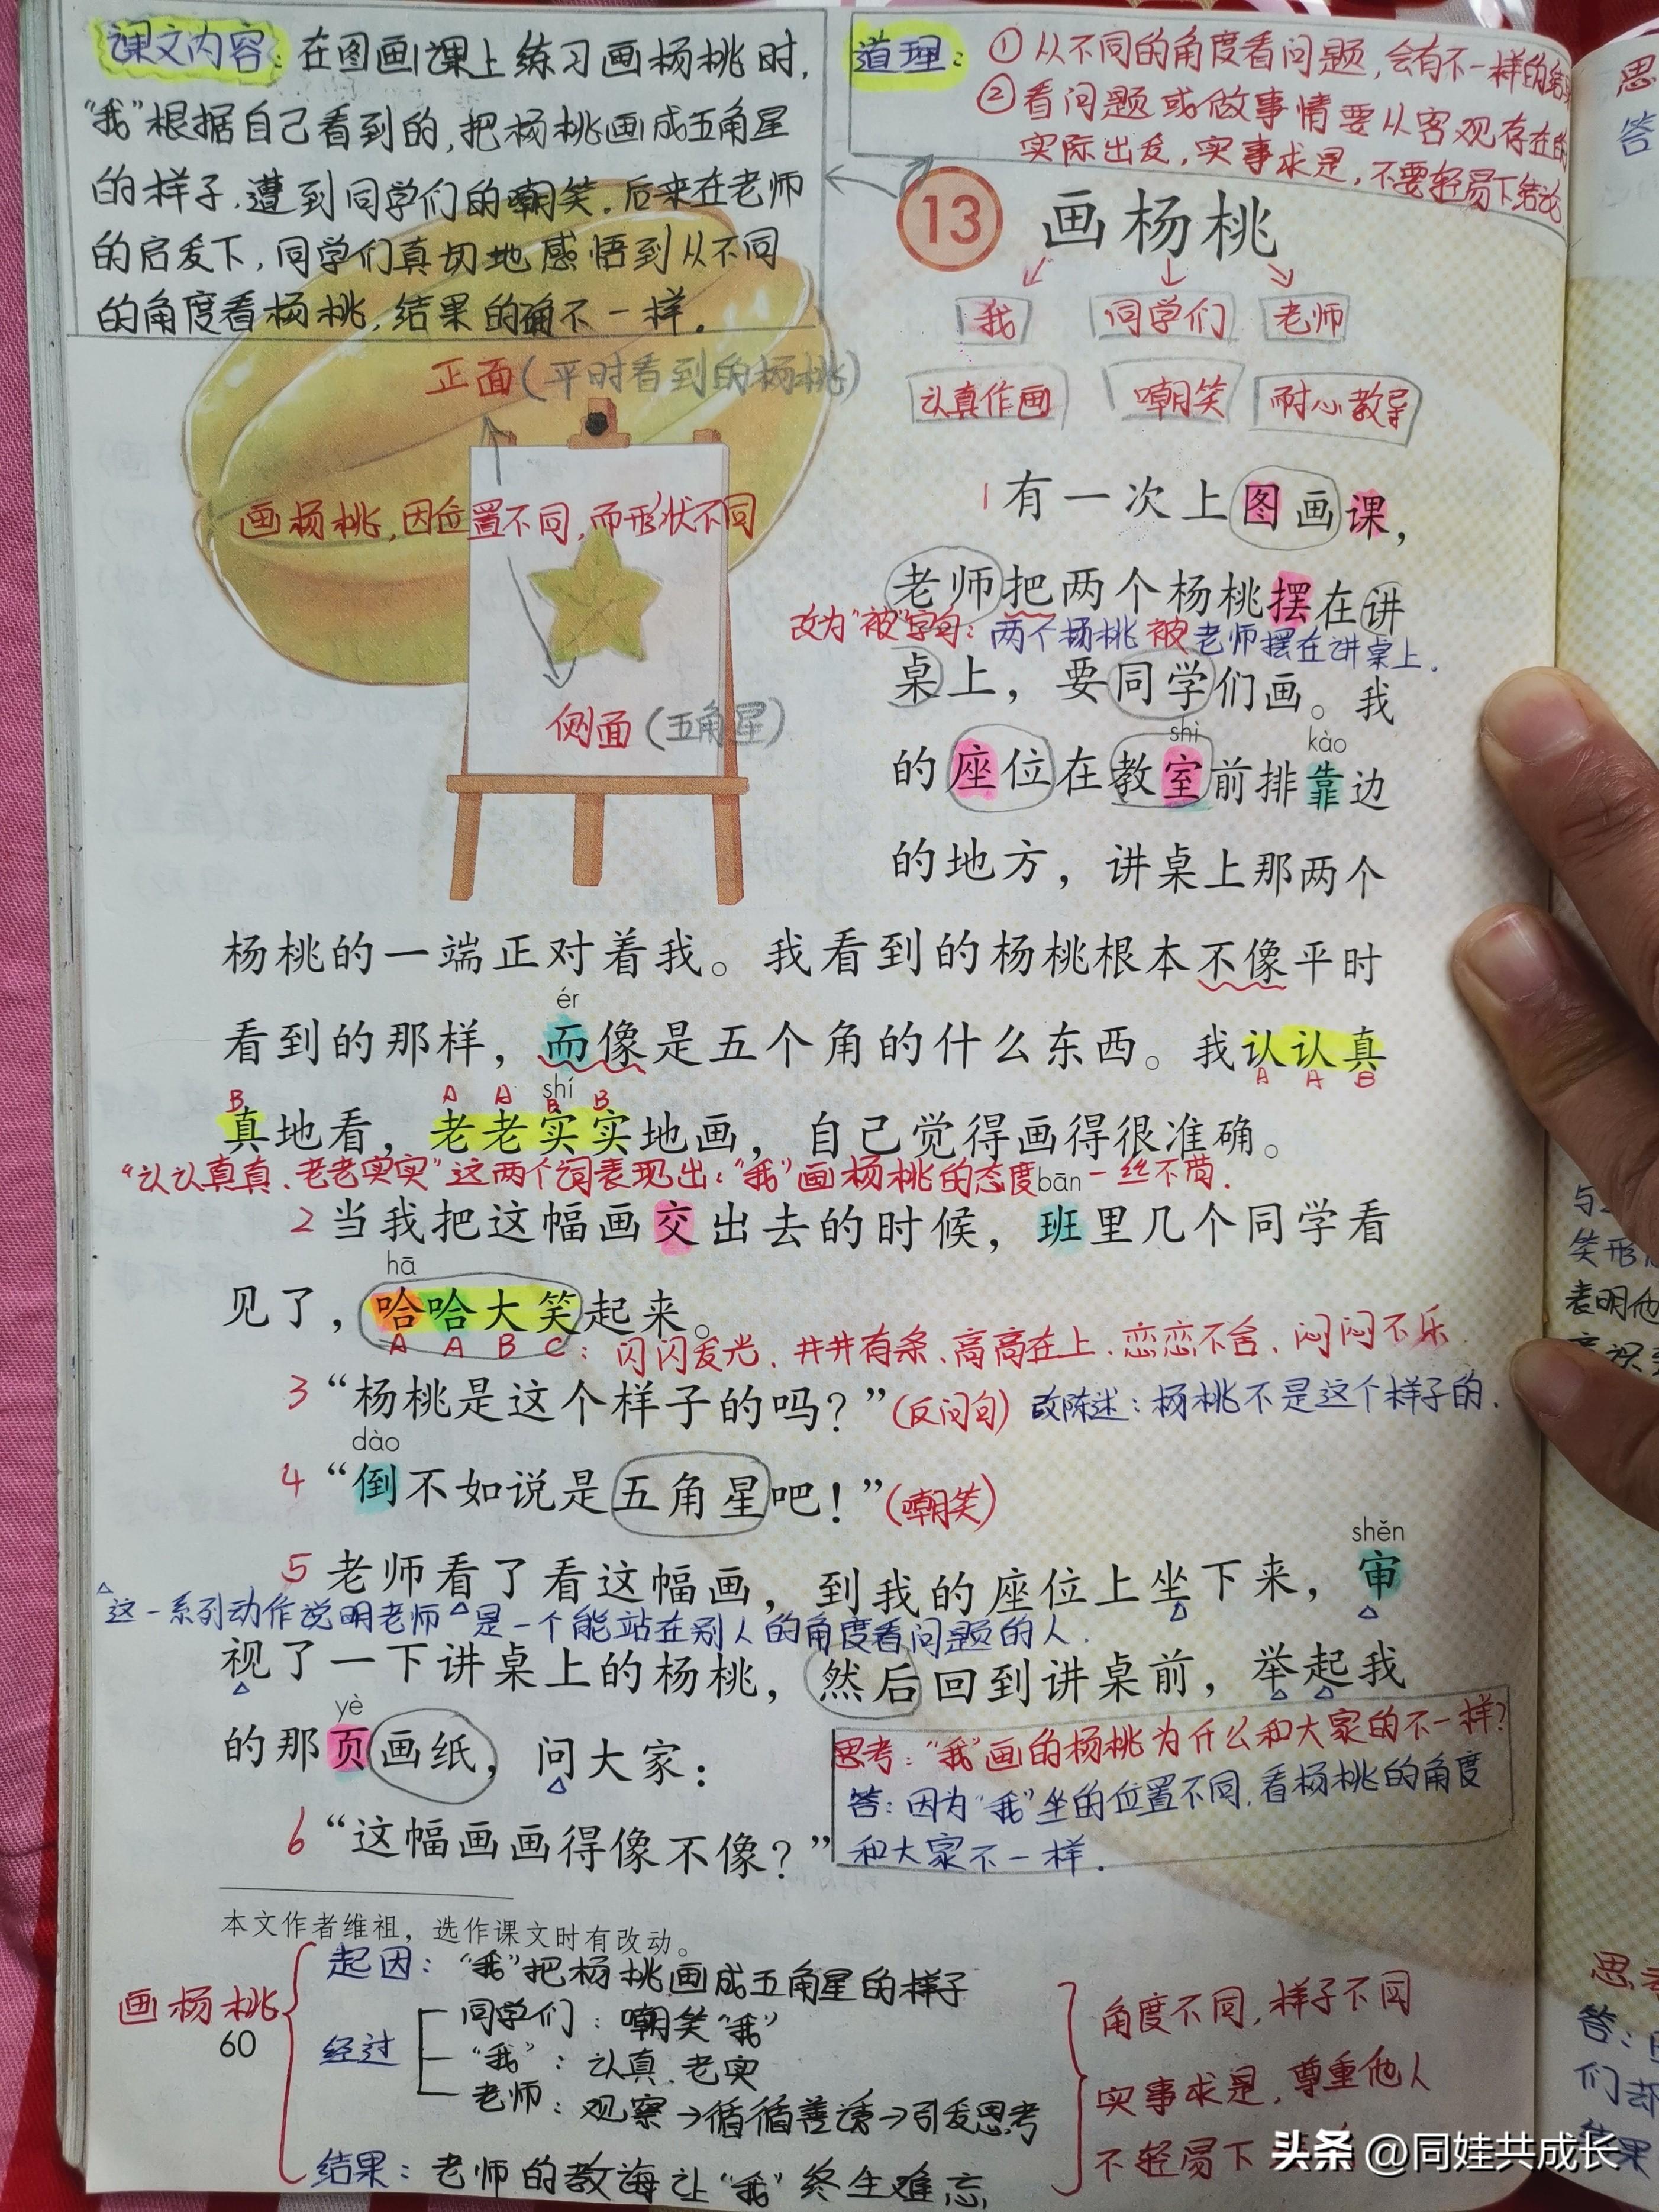 课文内容：在图画课上练习画杨桃时，
“我”根据自己看到的，把杨桃画成五角星
的样子，遭到同学们的嘲笑。后来在老师
的启发下，同学们真切地感悟到从不同
的角度看杨桃，结果的确不一样。
道理：①从不同的角度看问题，会有不一样的结果
②看问题或做事情要从客观存在的
实际出发，实事求是，不要轻易下结论
13 画杨桃
我 同学们 老师
认真作画 嘲笑 耐心教导
正面（平时看到的杨桃）
画杨桃，因位置不同，而形状不同
侧面（五角星）
1 有一次上图画课，
老师把两个杨桃摆在讲
改为“被”字句：两个杨桃被老师摆在讲桌上．
桌上，要同学们画。我
shì kào
的座位在教室前排靠边
的地方，讲桌上那两个
杨桃的一端正对着我。我看到的杨桃根本不像平时
ér
看到的那样，而像是五个角的什么东西。我认认真
A A B
B A A shí B B
真地看，老老实实地画，自己觉得画得很准确。
“认认真真、老老实实”这两个词表现出：“我”画杨桃的态度一丝不苟．
bān
2 当我把这幅画交出去的时候，班里几个同学看
hā
见了，哈哈大笑起来。
A A B C：闪闪发光、井井有条、高高在上、恋恋不舍、闷闷不乐
3 “杨桃是这个样子的吗？”（反问句）改陈述：杨桃不是这个样子的．
dào
4 “倒不如说是五角星吧！”（嘲笑）
shěn
5 老师看了看这幅画，到我的座位上坐下来，审
这一系列动作说明老师是一个能站在别人的角度看问题的人．
视了一下讲桌上的杨桃，然后回到讲桌前，举起我
yè
的那页画纸，问大家：
思考：“我”画的杨桃为什么和大家的不一样？
答：因为“我”坐的位置不同，看杨桃的角度
和大家不一样．
6 “这幅画画得像不像？”
本文作者维祖，选作课文时有改动。
画杨桃
起因：“我”把杨桃画成五角星的样子
经过
同学们：嘲笑“我”
“我”：认真、老实
老师：观察→循循善诱→引发思考
结果：老师的教诲让“我”终生难忘
角度不同，样子不同
实事求是，尊重他人
不轻易下
60
思
答
笑形
表明他
答：
们却
结果
头条 @同娃共成长